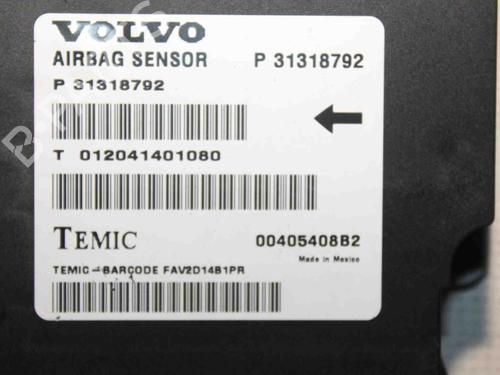 VOLVO
AIRBAG SENSOR P 31318792
P 31318792
T 012041401080
TEMIC 00405408B2
Made in Mexico
TEMIC-BARCODE FAV2D14B1PR